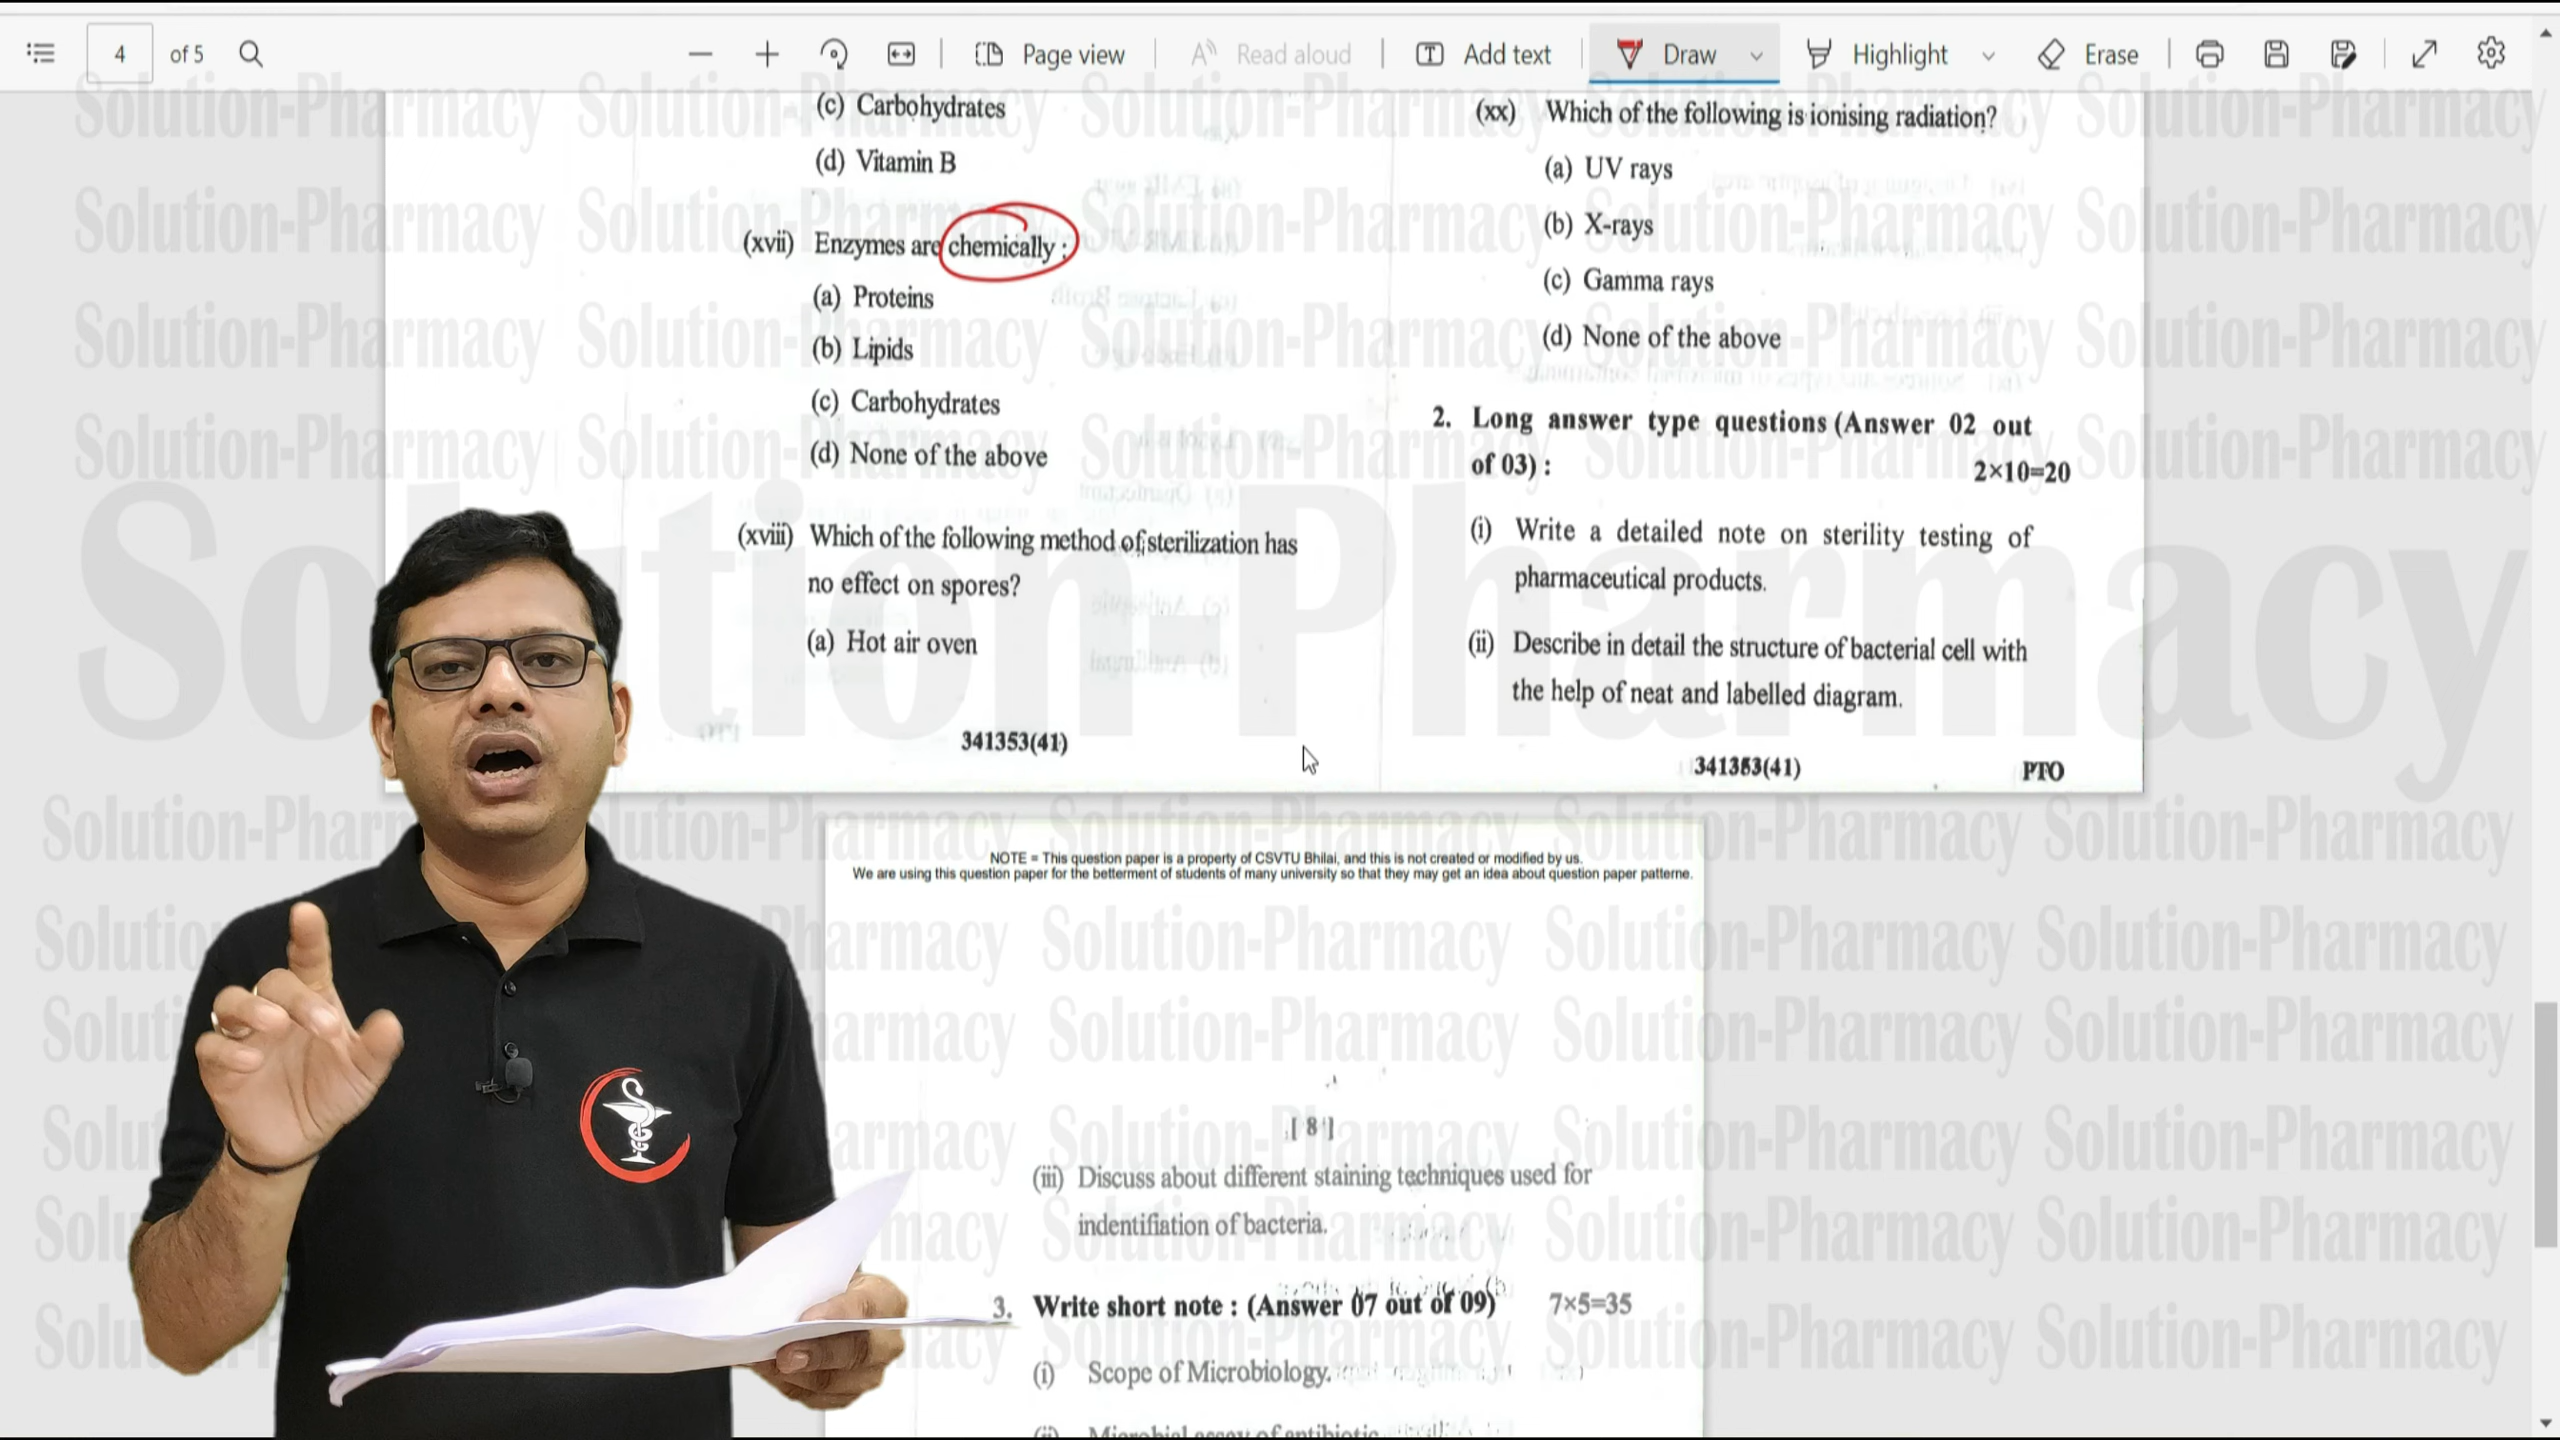 4 of 5 Page view Read aloud Add text Draw Highlight Erase
(c) Carbohydrates
(d) Vitamin B
(xvii) Enzymes are chemically :
(a) Proteins
(b) Lipids
(c) Carbohydrates
(d) None of the above
(xviii) Which of the following method of sterilization has
no effect on spores?
(a) Hot air oven
341353(41)
(xx) Which of the following is ionising radiation?
(a) UV rays
(b) X-rays
(c) Gamma rays
(d) None of the above
2. Long answer type questions (Answer 02 out
of 03) : 2×10=20
(i) Write a detailed note on sterility testing of
pharmaceutical products.
(ii) Describe in detail the structure of bacterial cell with
the help of neat and labelled diagram.
341353(41) PTO
NOTE = This question paper is a property of CSVTU Bhilai, and this is not created or modified by us.
We are using this question paper for the betterment of students of many university so that they may get an idea about question paper patterne.
[ 8 ]
(iii) Discuss about different staining techniques used for
indentifiation of bacteria.
3. Write short note : (Answer 07 out of 09) 7×5=35
(i) Scope of Microbiology.
(ii) Microbial assay of antibiotic
Solution-Pharmacy